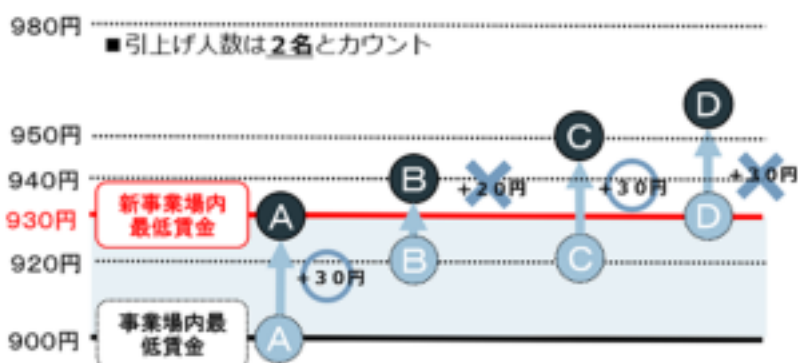 980円
■引上げ人数は２名とカウント
D
950円
C
940円
B
+20円
+30円
+30円
新事業場内
最低賃金
930円
A
D
920円
B
C
+30円
事業場内最
低賃金
900円
A